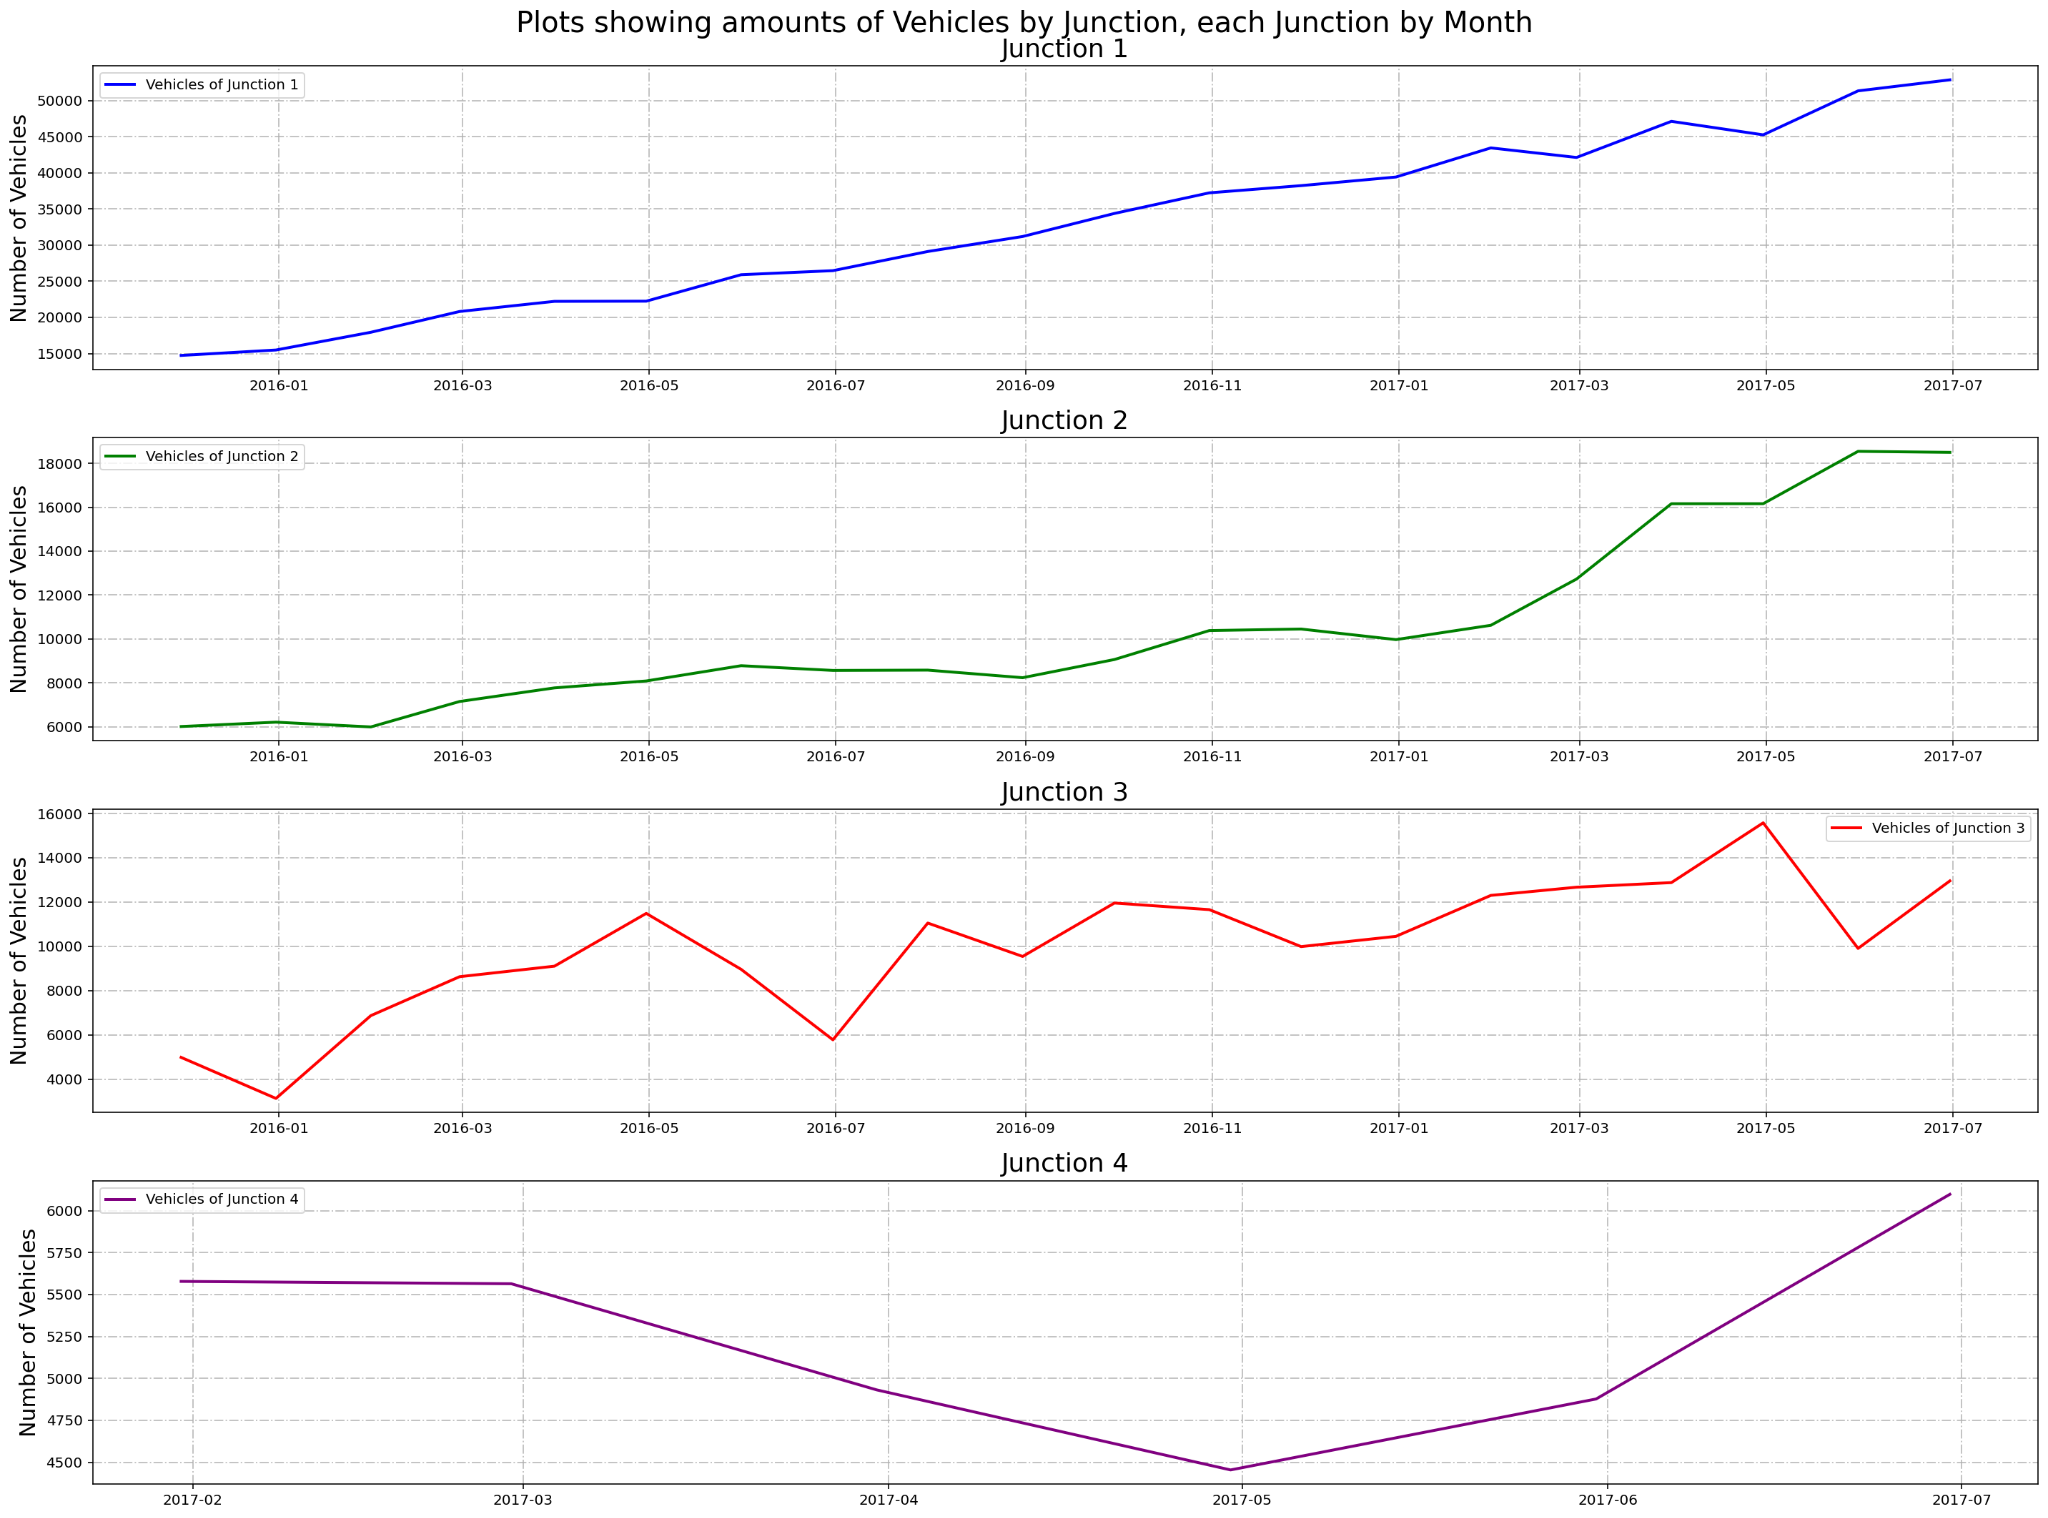 Plots showing amounts of Vehicles by Junction, each Junction by Month
Junction 1
Vehicles of Junction 1
Number of Vehicles
50000
45000
40000
35000
30000
25000
20000
15000
2016-01 2016-03 2016-05 2016-07 2016-09 2016-11 2017-01 2017-03 2017-05 2017-07
Junction 2
Vehicles of Junction 2
Number of Vehicles
18000
16000
14000
12000
10000
8000
6000
2016-01 2016-03 2016-05 2016-07 2016-09 2016-11 2017-01 2017-03 2017-05 2017-07
Junction 3
Vehicles of Junction 3
Number of Vehicles
16000
14000
12000
10000
8000
6000
4000
2016-01 2016-03 2016-05 2016-07 2016-09 2016-11 2017-01 2017-03 2017-05 2017-07
Junction 4
Vehicles of Junction 4
Number of Vehicles
6000
5750
5500
5250
5000
4750
4500
2017-02 2017-03 2017-04 2017-05 2017-06 2017-07